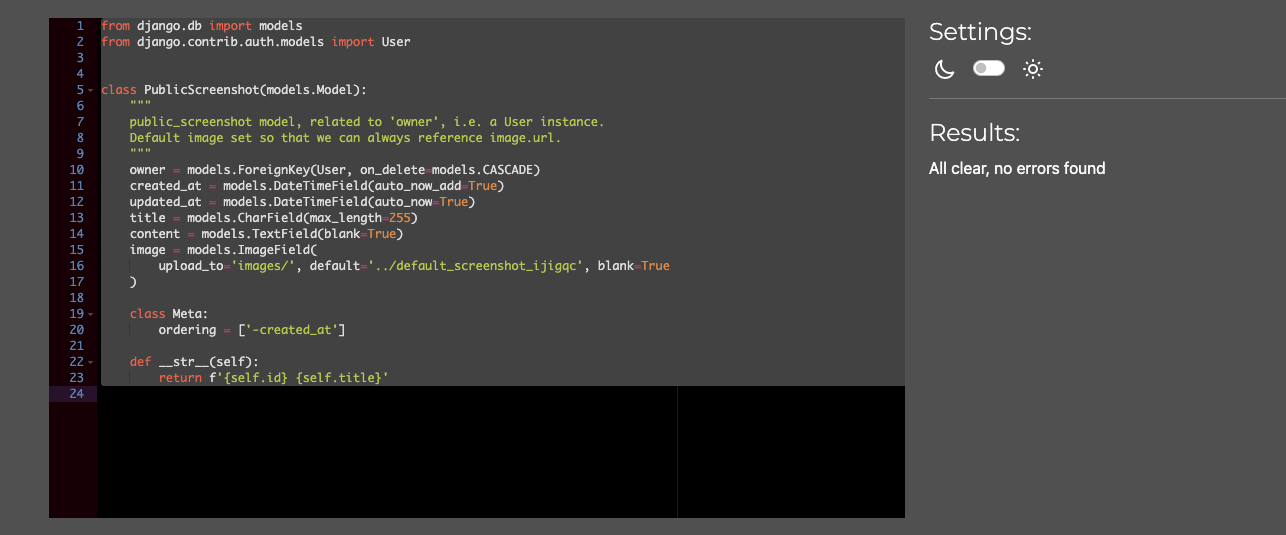 1 from django.db import models
2 from django.contrib.auth.models import User
3
4
5 class PublicScreenshot(models.Model):
6     """
7     public_screenshot model, related to 'owner', i.e. a User instance.
8     Default image set so that we can always reference image.url.
9     """
10     owner = models.ForeignKey(User, on_delete=models.CASCADE)
11     created_at = models.DateTimeField(auto_now_add=True)
12     updated_at = models.DateTimeField(auto_now=True)
13     title = models.CharField(max_length=255)
14     content = models.TextField(blank=True)
15     image = models.ImageField(
16         upload_to='images/', default='../default_screenshot_ijigqc', blank=True
17     )
18
19     class Meta:
20         ordering = ['-created_at']
21
22     def __str__(self):
23         return f'{self.id} {self.title}'
24
Settings:
Results:
All clear, no errors found